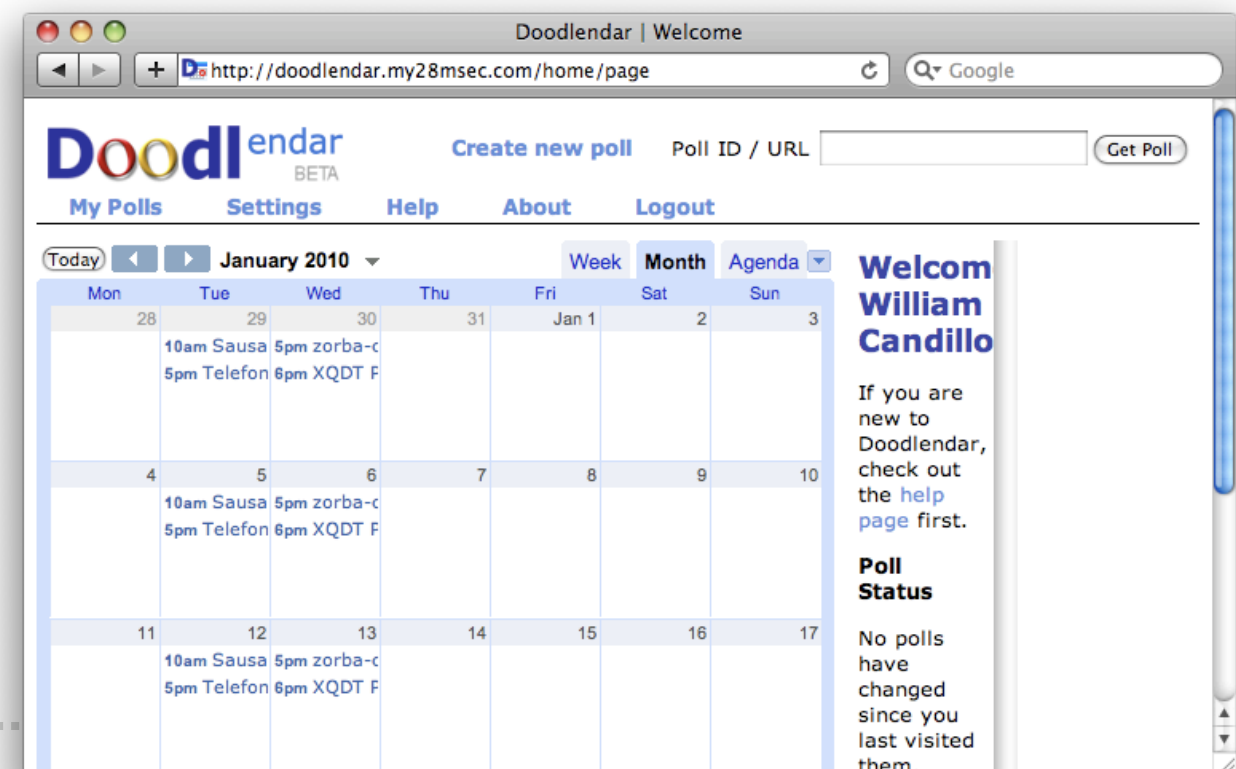 Doodlendar | Welcome
http://doodlendar.my28msec.com/home/page
Google
Doodlendar BETA
Create new poll Poll ID / URL Get Poll
My Polls Settings Help About Logout
Today January 2010 Week Month Agenda
Mon Tue Wed Thu Fri Sat Sun
28 29 30 31 Jan 1 2 3
10am Sausa 5pm zorba-c
5pm Telefon 6pm XQDT P
4 5 6 7 8 9 10
10am Sausa 5pm zorba-c
5pm Telefon 6pm XQDT P
11 12 13 14 15 16 17
10am Sausa 5pm zorba-c
5pm Telefon 6pm XQDT P
Welcom
William
Candillo
If you are
new to
Doodlendar,
check out
the help
page first.
Poll
Status
No polls
have
changed
since you
last visited
them